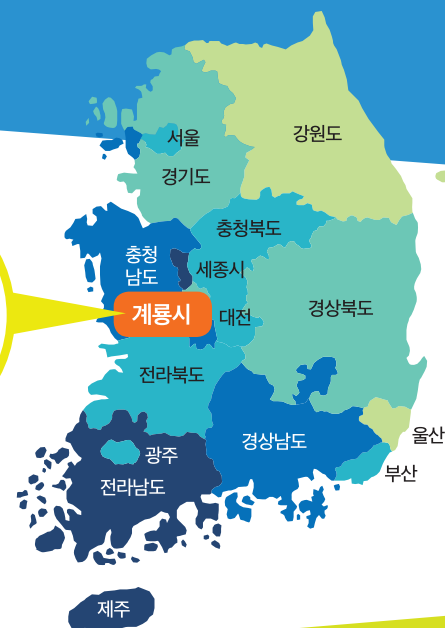 서울
강원도
경기도
충청북도
충청
남도
세종시
계룡시
대전
경상북도
전라북도
경상남도
울산
광주
부산
전라남도
제주